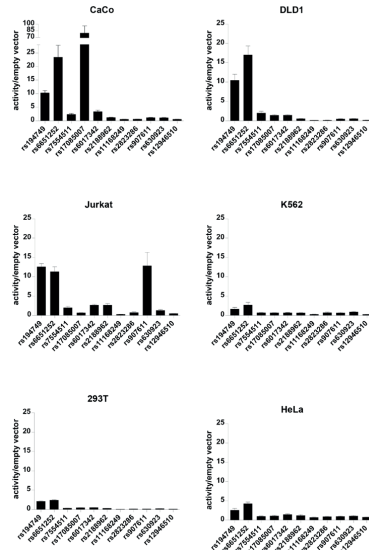 CaCo
activity/empty vector
100
85
70
25
20
15
10
5
0
rs194749
rs6651252
rs7554511
rs17085007
rs6017342
rs2188962
rs11168249
rs2823286
rs907611
rs630923
rs12946510
DLD1
activity/empty vector
25
20
15
10
5
0
rs194749
rs6651252
rs7554511
rs17085007
rs6017342
rs2188962
rs11168249
rs2823286
rs907611
rs630923
rs12946510
Jurkat
activity/empty vector
25
20
15
10
5
0
rs194749
rs6651252
rs7554511
rs17085007
rs6017342
rs2188962
rs11168249
rs2823286
rs907611
rs630923
rs12946510
K562
activity/empty vector
25
20
15
10
5
0
rs194749
rs6651252
rs7554511
rs17085007
rs6017342
rs2188962
rs11168249
rs2823286
rs907611
rs630923
rs12946510
293T
activity/empty vector
25
20
15
10
5
0
rs194749
rs6651252
rs7554511
rs17085007
rs6017342
rs2188962
rs11168249
rs2823286
rs907611
rs630923
rs12946510
HeLa
activity/empty vector
25
20
15
10
5
0
rs194749
rs6651252
rs7554511
rs17085007
rs6017342
rs2188962
rs11168249
rs2823286
rs907611
rs630923
rs12946510